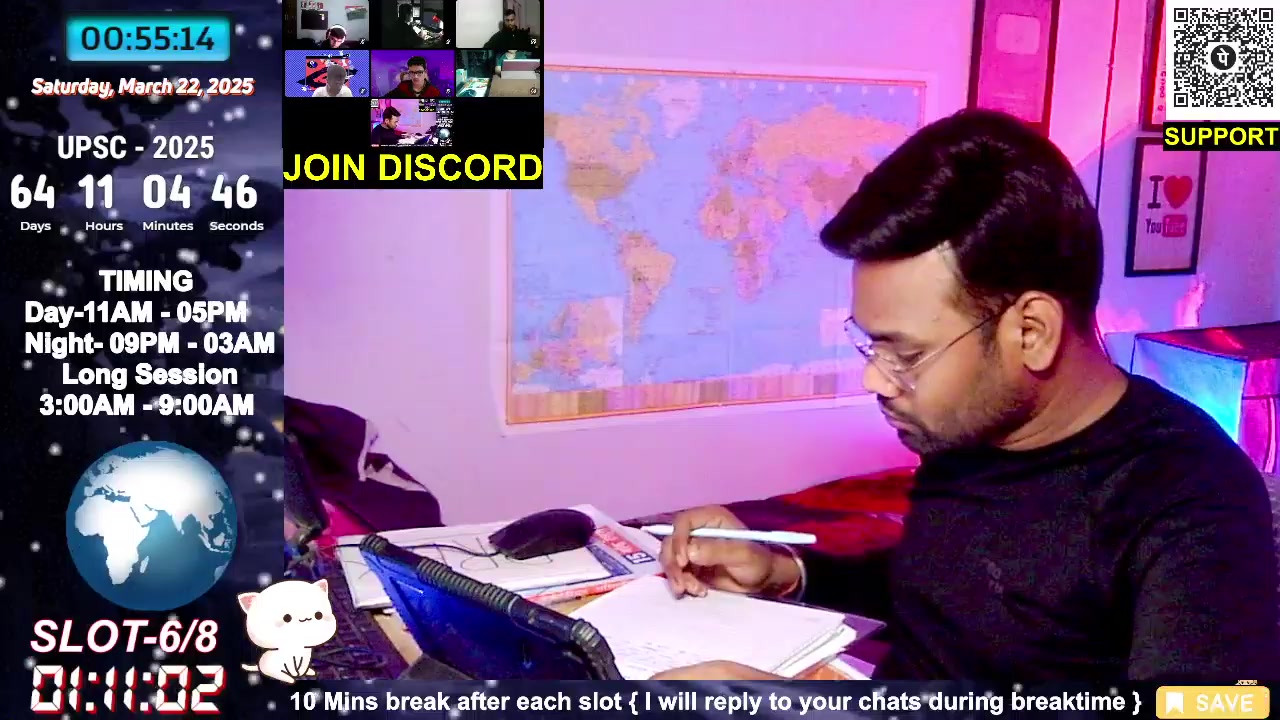 00:55:14
Saturday, March 22, 2025
UPSC - 2025
64 11 04 46
Days Hours Minutes Seconds
TIMING
Day-11AM - 05PM
Night- 09PM - 03AM
Long Session
3:00AM - 9:00AM
SLOT-6/8
01:11:02
JOIN DISCORD
SUPPORT
I
YouTube
10 Mins break after each slot { I will reply to your chats during breaktime }
SAVE